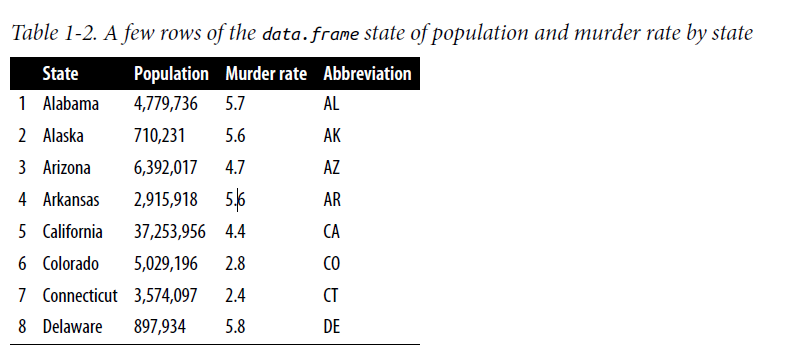 Table 1-2. A few rows of the data.frame state of population and murder rate by state
State Population Murder rate Abbreviation
1 Alabama 4,779,736 5.7 AL
2 Alaska 710,231 5.6 AK
3 Arizona 6,392,017 4.7 AZ
4 Arkansas 2,915,918 5.6 AR
5 California 37,253,956 4.4 CA
6 Colorado 5,029,196 2.8 CO
7 Connecticut 3,574,097 2.4 CT
8 Delaware 897,934 5.8 DE